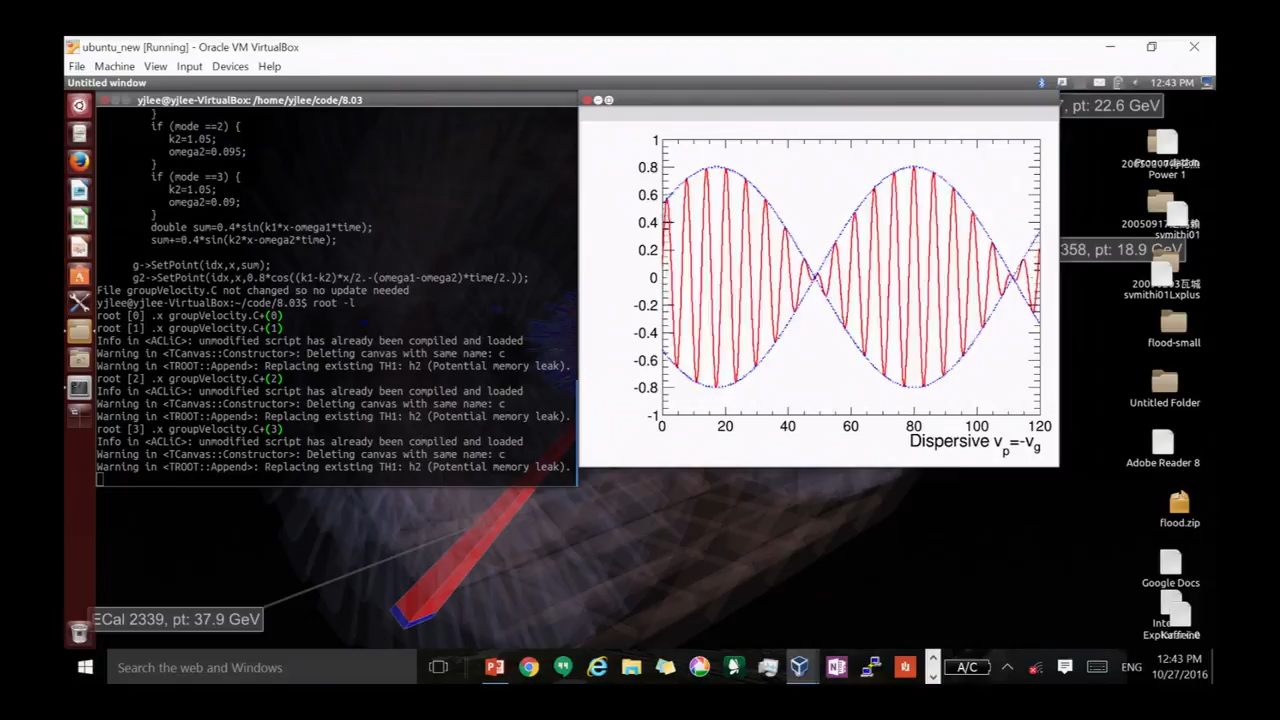 ubuntu_new [Running] - Oracle VM VirtualBox
File Machine View Input Devices Help
Untitled window
12:43 PM
yjlee@yjlee-VirtualBox: /home/yjlee/code/8.03
}
if (mode ==2) {
k2=1.05;
omega2=0.095;
}
if (mode ==3) {
k2=1.05;
omega2=0.09;
}
double sum=0.4*sin(k1*x-omega1*time);
sum+=0.4*sin(k2*x-omega2*time);
g->SetPoint(idx,x,sum);
g2->SetPoint(idx,x,0.8*cos((k1-k2)*x/2.-(omega1-omega2)*time/2.));
File groupVelocity.C not changed so no update needed
yjlee@yjlee-VirtualBox:~/code/8.03$ root -l
root [0] .x groupVelocity.C+(0)
root [1] .x groupVelocity.C+(1)
Info in <ACLiC>: unmodified script has already been compiled and loaded
Warning in <TCanvas::Constructor>: Deleting canvas with same name: c
Warning in <TROOT::Append>: Replacing existing TH1: h2 (Potential memory leak).
root [2] .x groupVelocity.C+(2)
Info in <ACLiC>: unmodified script has already been compiled and loaded
Warning in <TCanvas::Constructor>: Deleting canvas with same name: c
Warning in <TROOT::Append>: Replacing existing TH1: h2 (Potential memory leak).
root [3] .x groupVelocity.C+(3)
Info in <ACLiC>: unmodified script has already been compiled and loaded
Warning in <TCanvas::Constructor>: Deleting canvas with same name: c
Warning in <TROOT::Append>: Replacing existing TH1: h2 (Potential memory leak).
1
0.8
0.6
0.4
0.2
0
-0.2
-0.4
-0.6
-0.8
-1
0 20 40 60 80 100 120
Dispersive vp=-vg
, pt: 22.6 GeV
Power 1
svmithi01
358, pt: 18.9 GeV
svmithi01Lxplus
flood-small
Untitled Folder
Adobe Reader 8
flood.zip
Google Docs
ECal 2339, pt: 37.9 GeV
Search the web and Windows
A/C
ENG
12:43 PM
10/27/2016